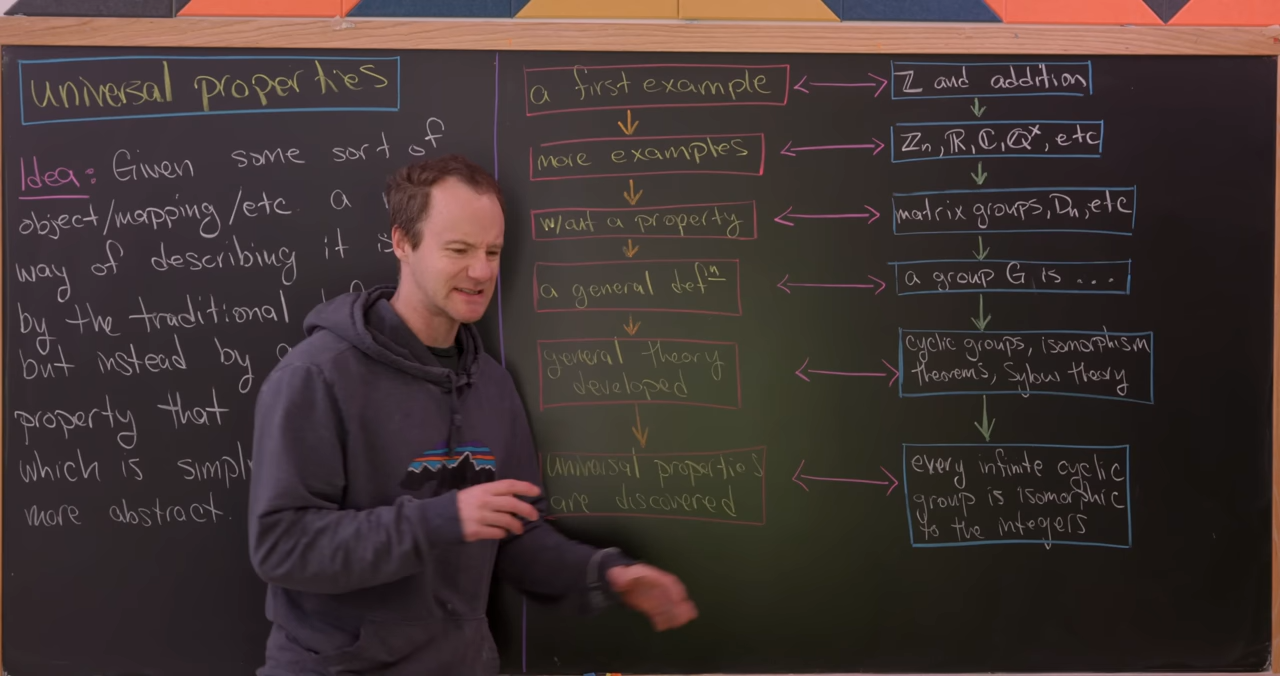 universal properties
Idea: Given some sort of
object/mapping/etc. a
way of describing it is
by the traditional
but instead by
property that
which is simply
more abstract.
a first example
more examples
w/out a property
a general defⁿ
general theory
developed
universal properties
are discovered
ℤ and addition
ℤₙ, ℝ, ℂ, ℚˣ, etc
matrix groups, Dₙ, etc
a group G is ...
cyclic groups, isomorphism
theorems, Sylow theory
every infinite cyclic
group is isomorphic
to the integers